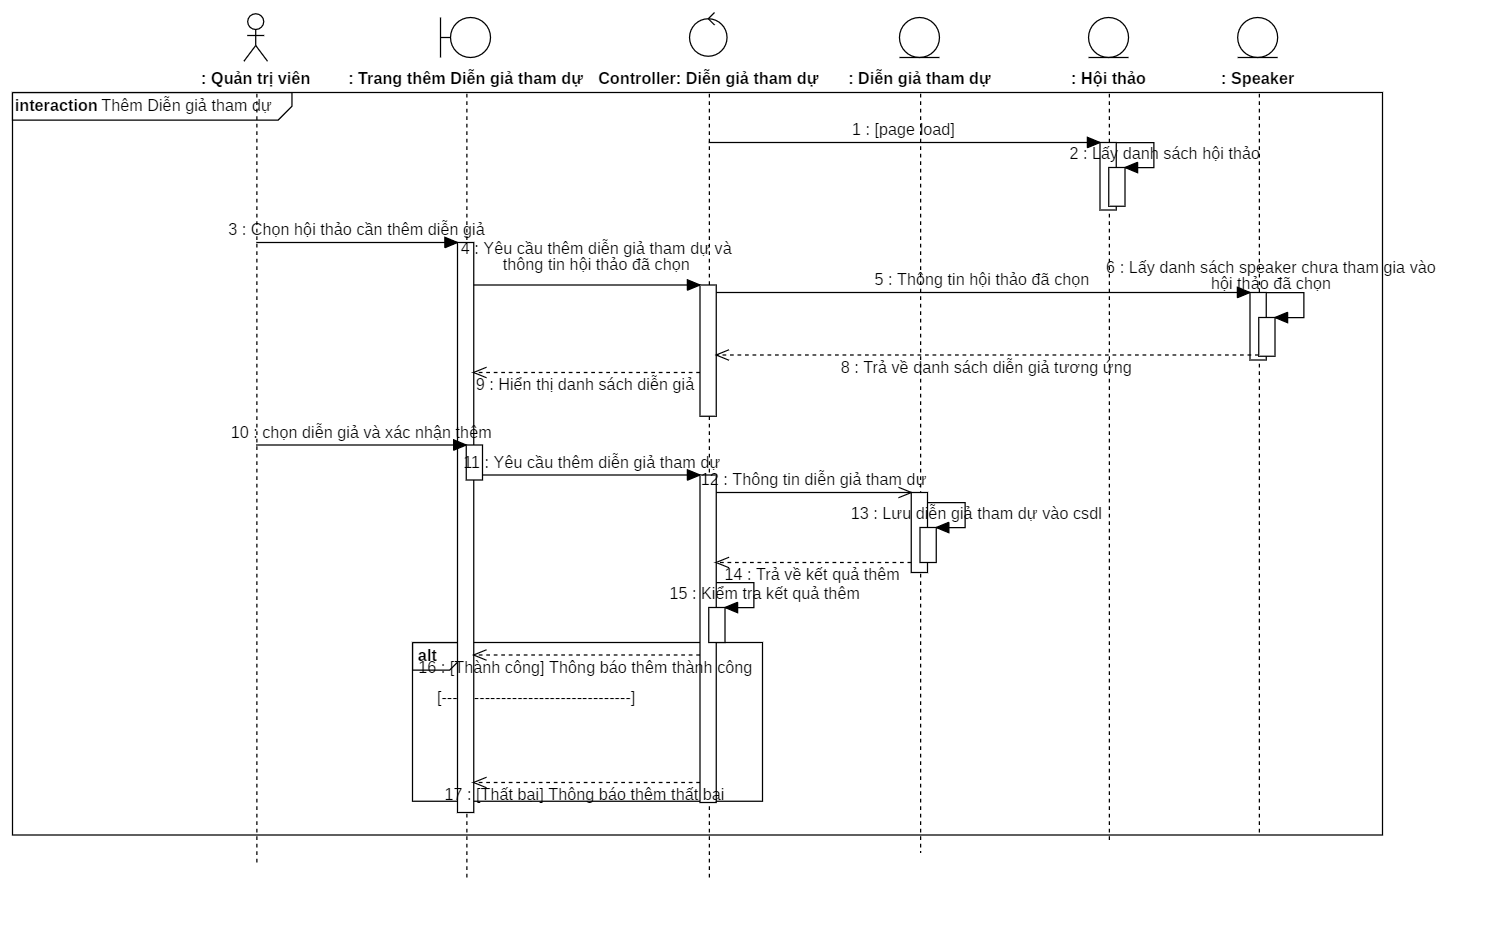 : Quản trị viên
: Trang thêm Diễn giả tham dự
Controller: Diễn giả tham dự
: Diễn giả tham dự
: Hội thảo
: Speaker
interaction Thêm Diễn giả tham dự
1 : [page load]
2 : Lấy danh sách hội thảo
3 : Chọn hội thảo cần thêm diễn giả
4 : Yêu cầu thêm diễn giả tham dự và
thông tin hội thảo đã chọn
5 : Thông tin hội thảo đã chọn
6 : Lấy danh sách speaker chưa tham gia vào
hội thảo đã chọn
8 : Trả về danh sách diễn giả tương ứng
9 : Hiển thị danh sách diễn giả
10 : chọn diễn giả và xác nhận thêm
11 : Yêu cầu thêm diễn giả tham dự
12 : Thông tin diễn giả tham dự
13 : Lưu diễn giả tham dự vào csdl
14 : Trả về kết quả thêm
15 : Kiểm tra kết quả thêm
alt
16 : [Thành công] Thông báo thêm thành công
17 : [Thất bại] Thông báo thêm thất bại